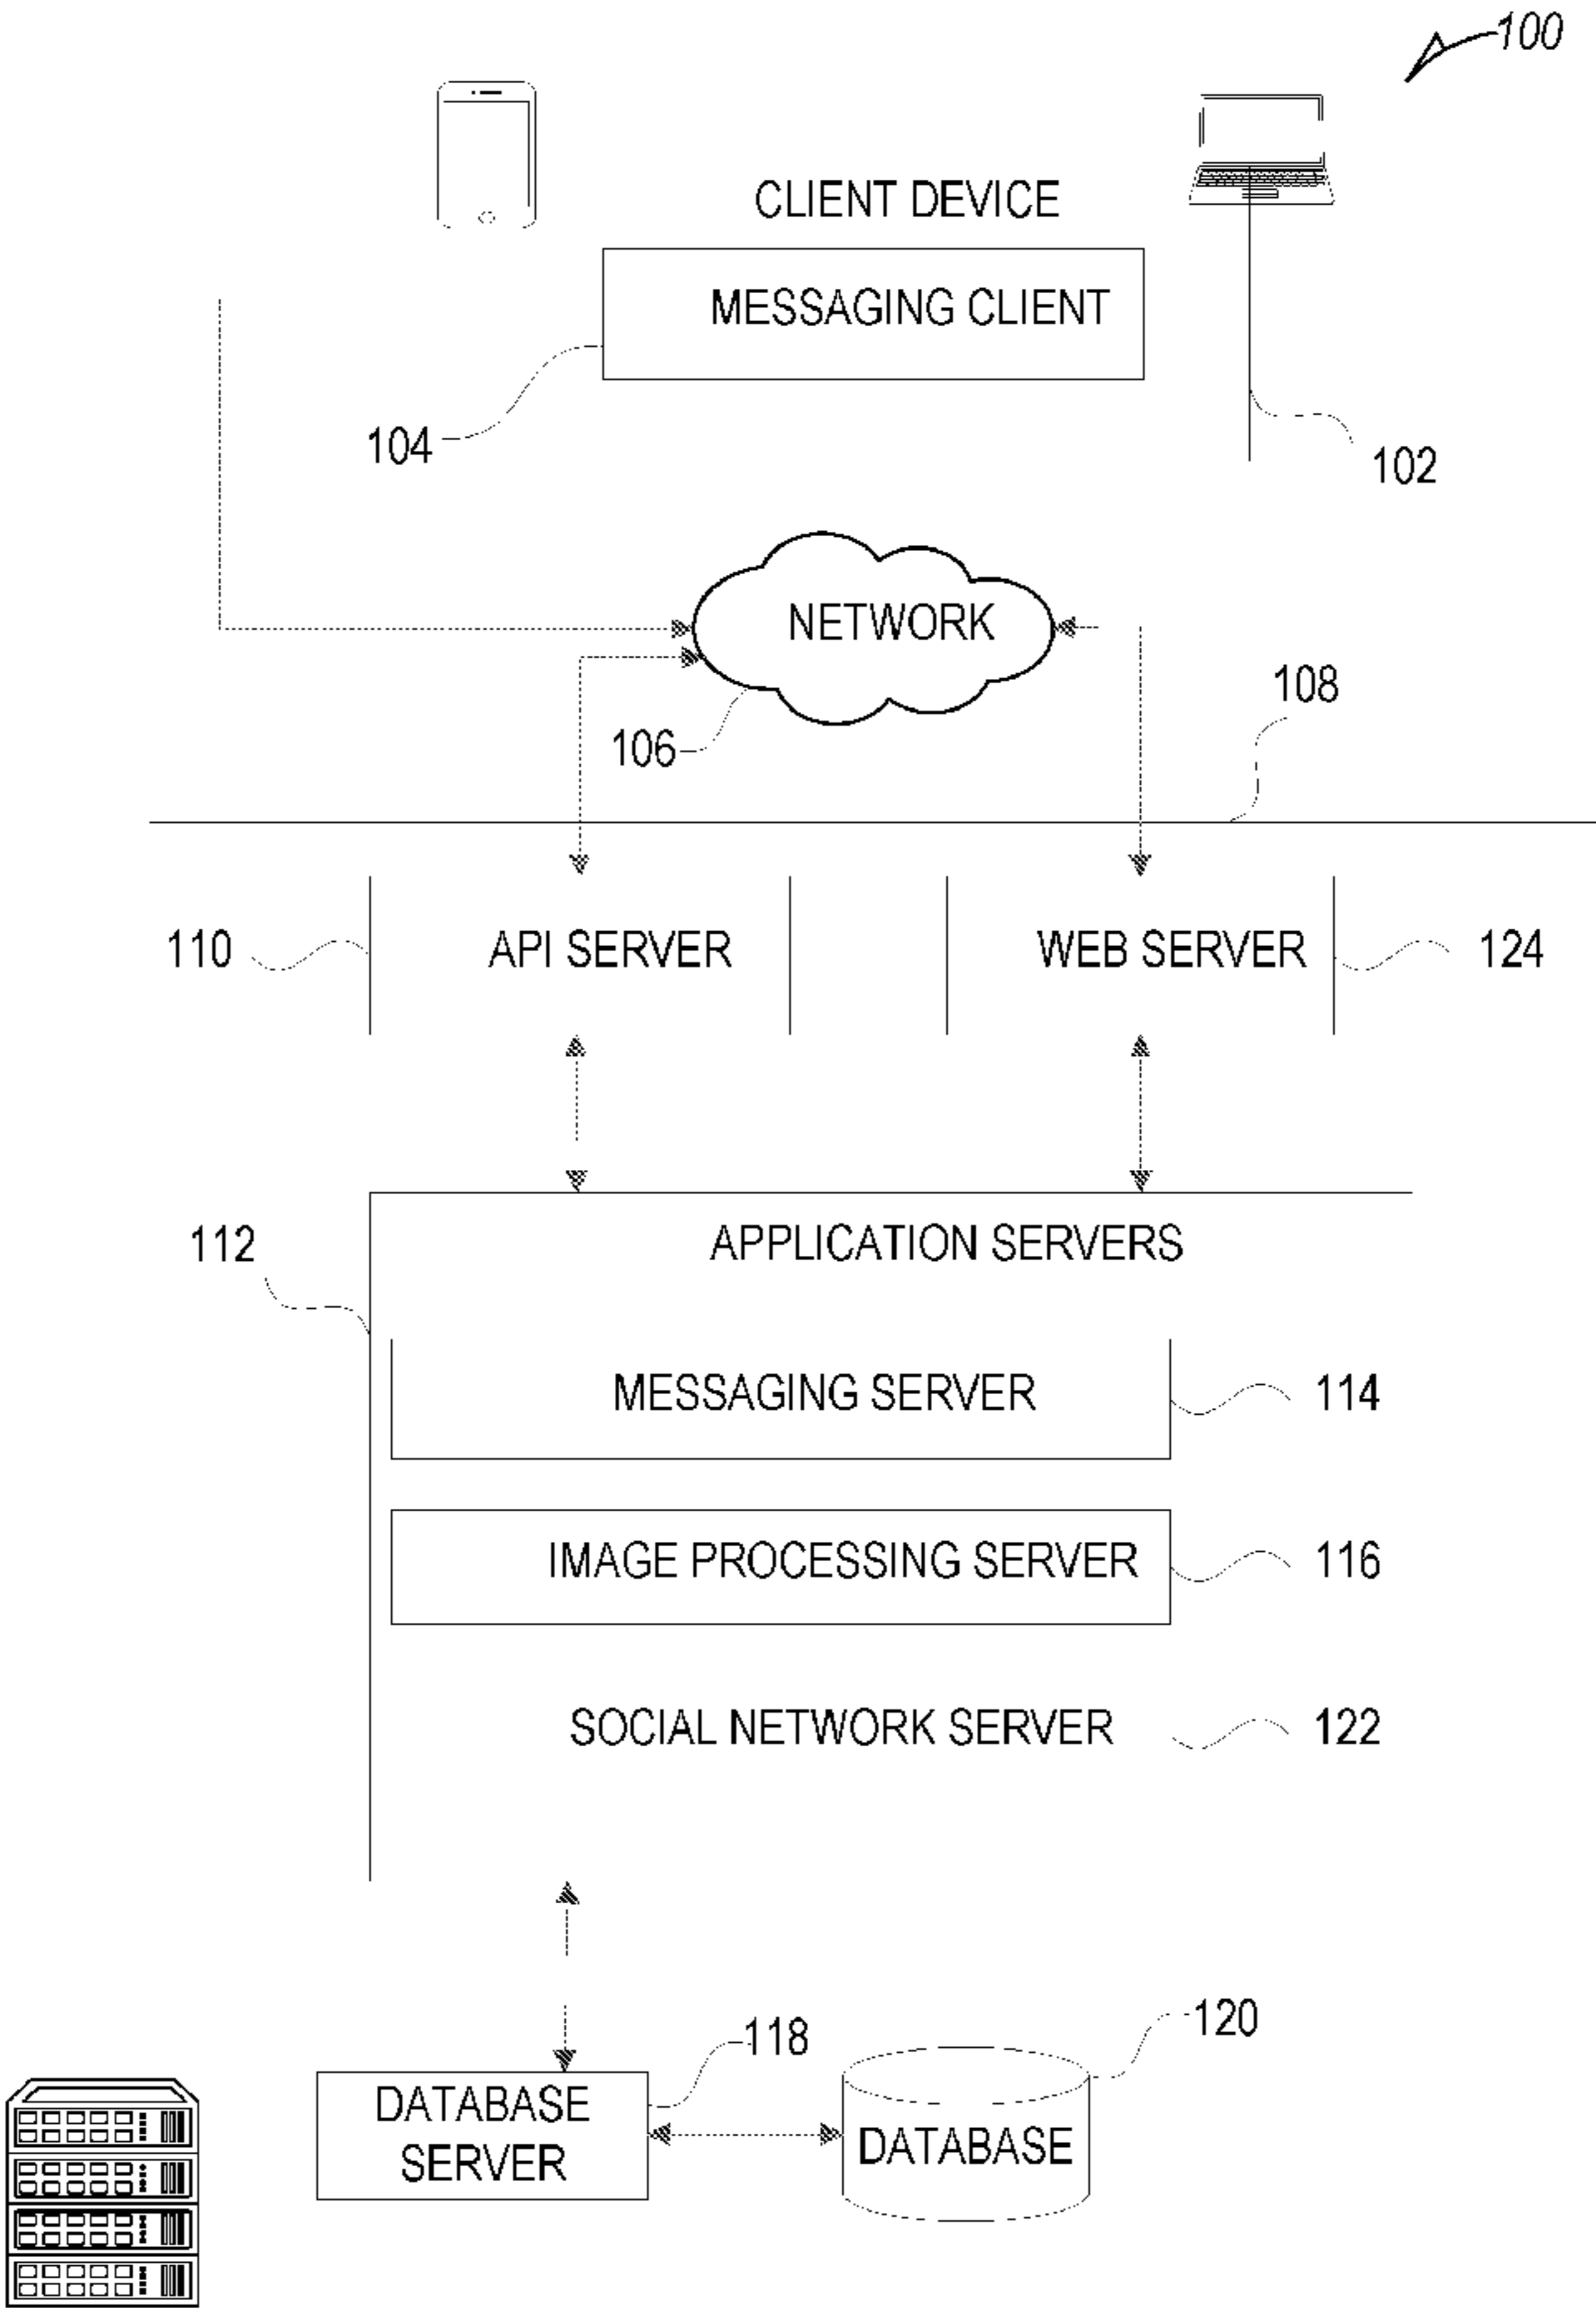 100
CLIENT DEVICE
MESSAGING CLIENT
104
102
NETWORK
106
108
110
API SERVER
WEB SERVER
124
112
APPLICATION SERVERS
MESSAGING SERVER
114
IMAGE PROCESSING SERVER
116
SOCIAL NETWORK SERVER
122
118
120
DATABASE
SERVER
DATABASE